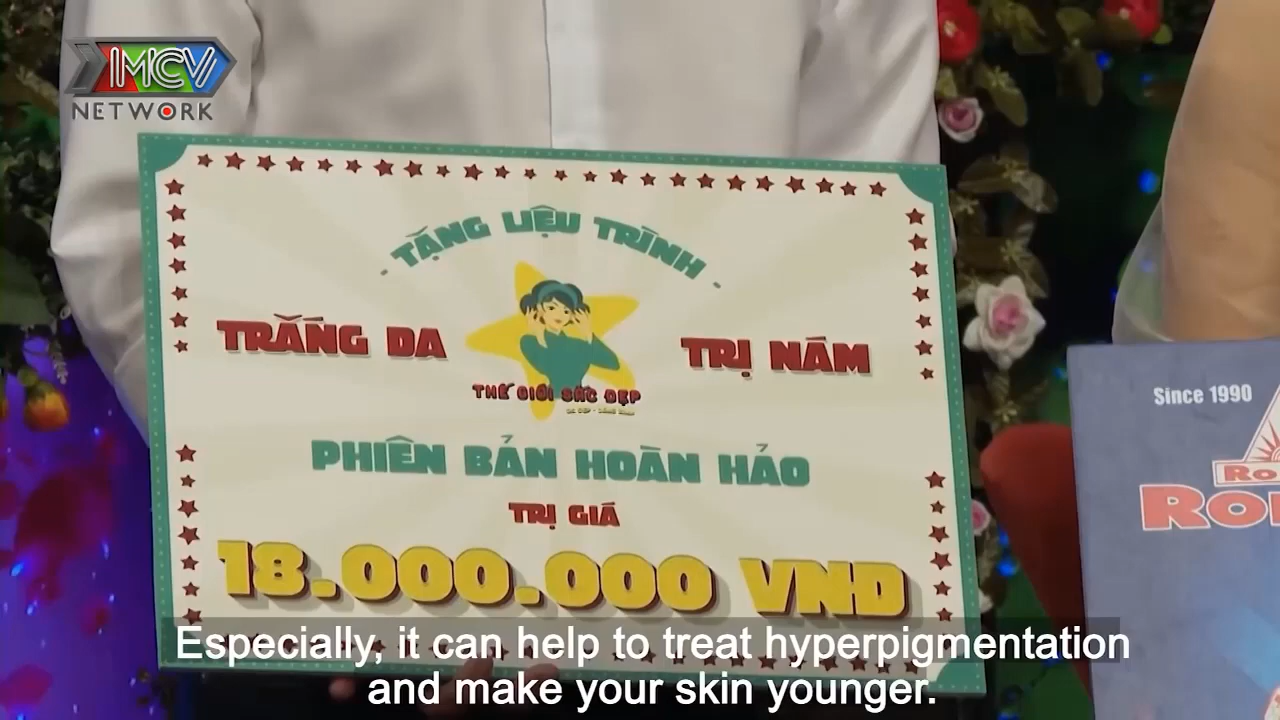 MCV
NETWORK
TẶNG LIỆU TRÌNH
TRẮNG DA
TRỊ NÁM
THẾ GIỚI SẮC ĐẸP
PHIÊN BẢN HOÀN HẢO
TRỊ GIÁ
18.000.000 VNĐ
Since 1990
Especially, it can help to treat hyperpigmentation
and make your skin younger.